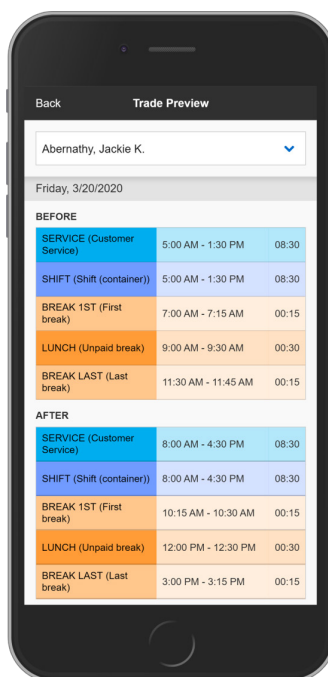 Back Trade Preview
Abernathy, Jackie K.
Friday, 3/20/2020
BEFORE
SERVICE (Customer
Service) 5:00 AM - 1:30 PM 08:30
SHIFT (Shift (container)) 5:00 AM - 1:30 PM 08:30
BREAK 1ST (First
break) 7:00 AM - 7:15 AM 00:15
LUNCH (Unpaid break) 9:00 AM - 9:30 AM 00:30
BREAK LAST (Last
break) 11:30 AM - 11:45 AM 00:15
AFTER
SERVICE (Customer
Service) 8:00 AM - 4:30 PM 08:30
SHIFT (Shift (container)) 8:00 AM - 4:30 PM 08:30
BREAK 1ST (First
break) 10:15 AM - 10:30 AM 00:15
LUNCH (Unpaid break) 12:00 PM - 12:30 PM 00:30
BREAK LAST (Last
break) 3:00 PM - 3:15 PM 00:15